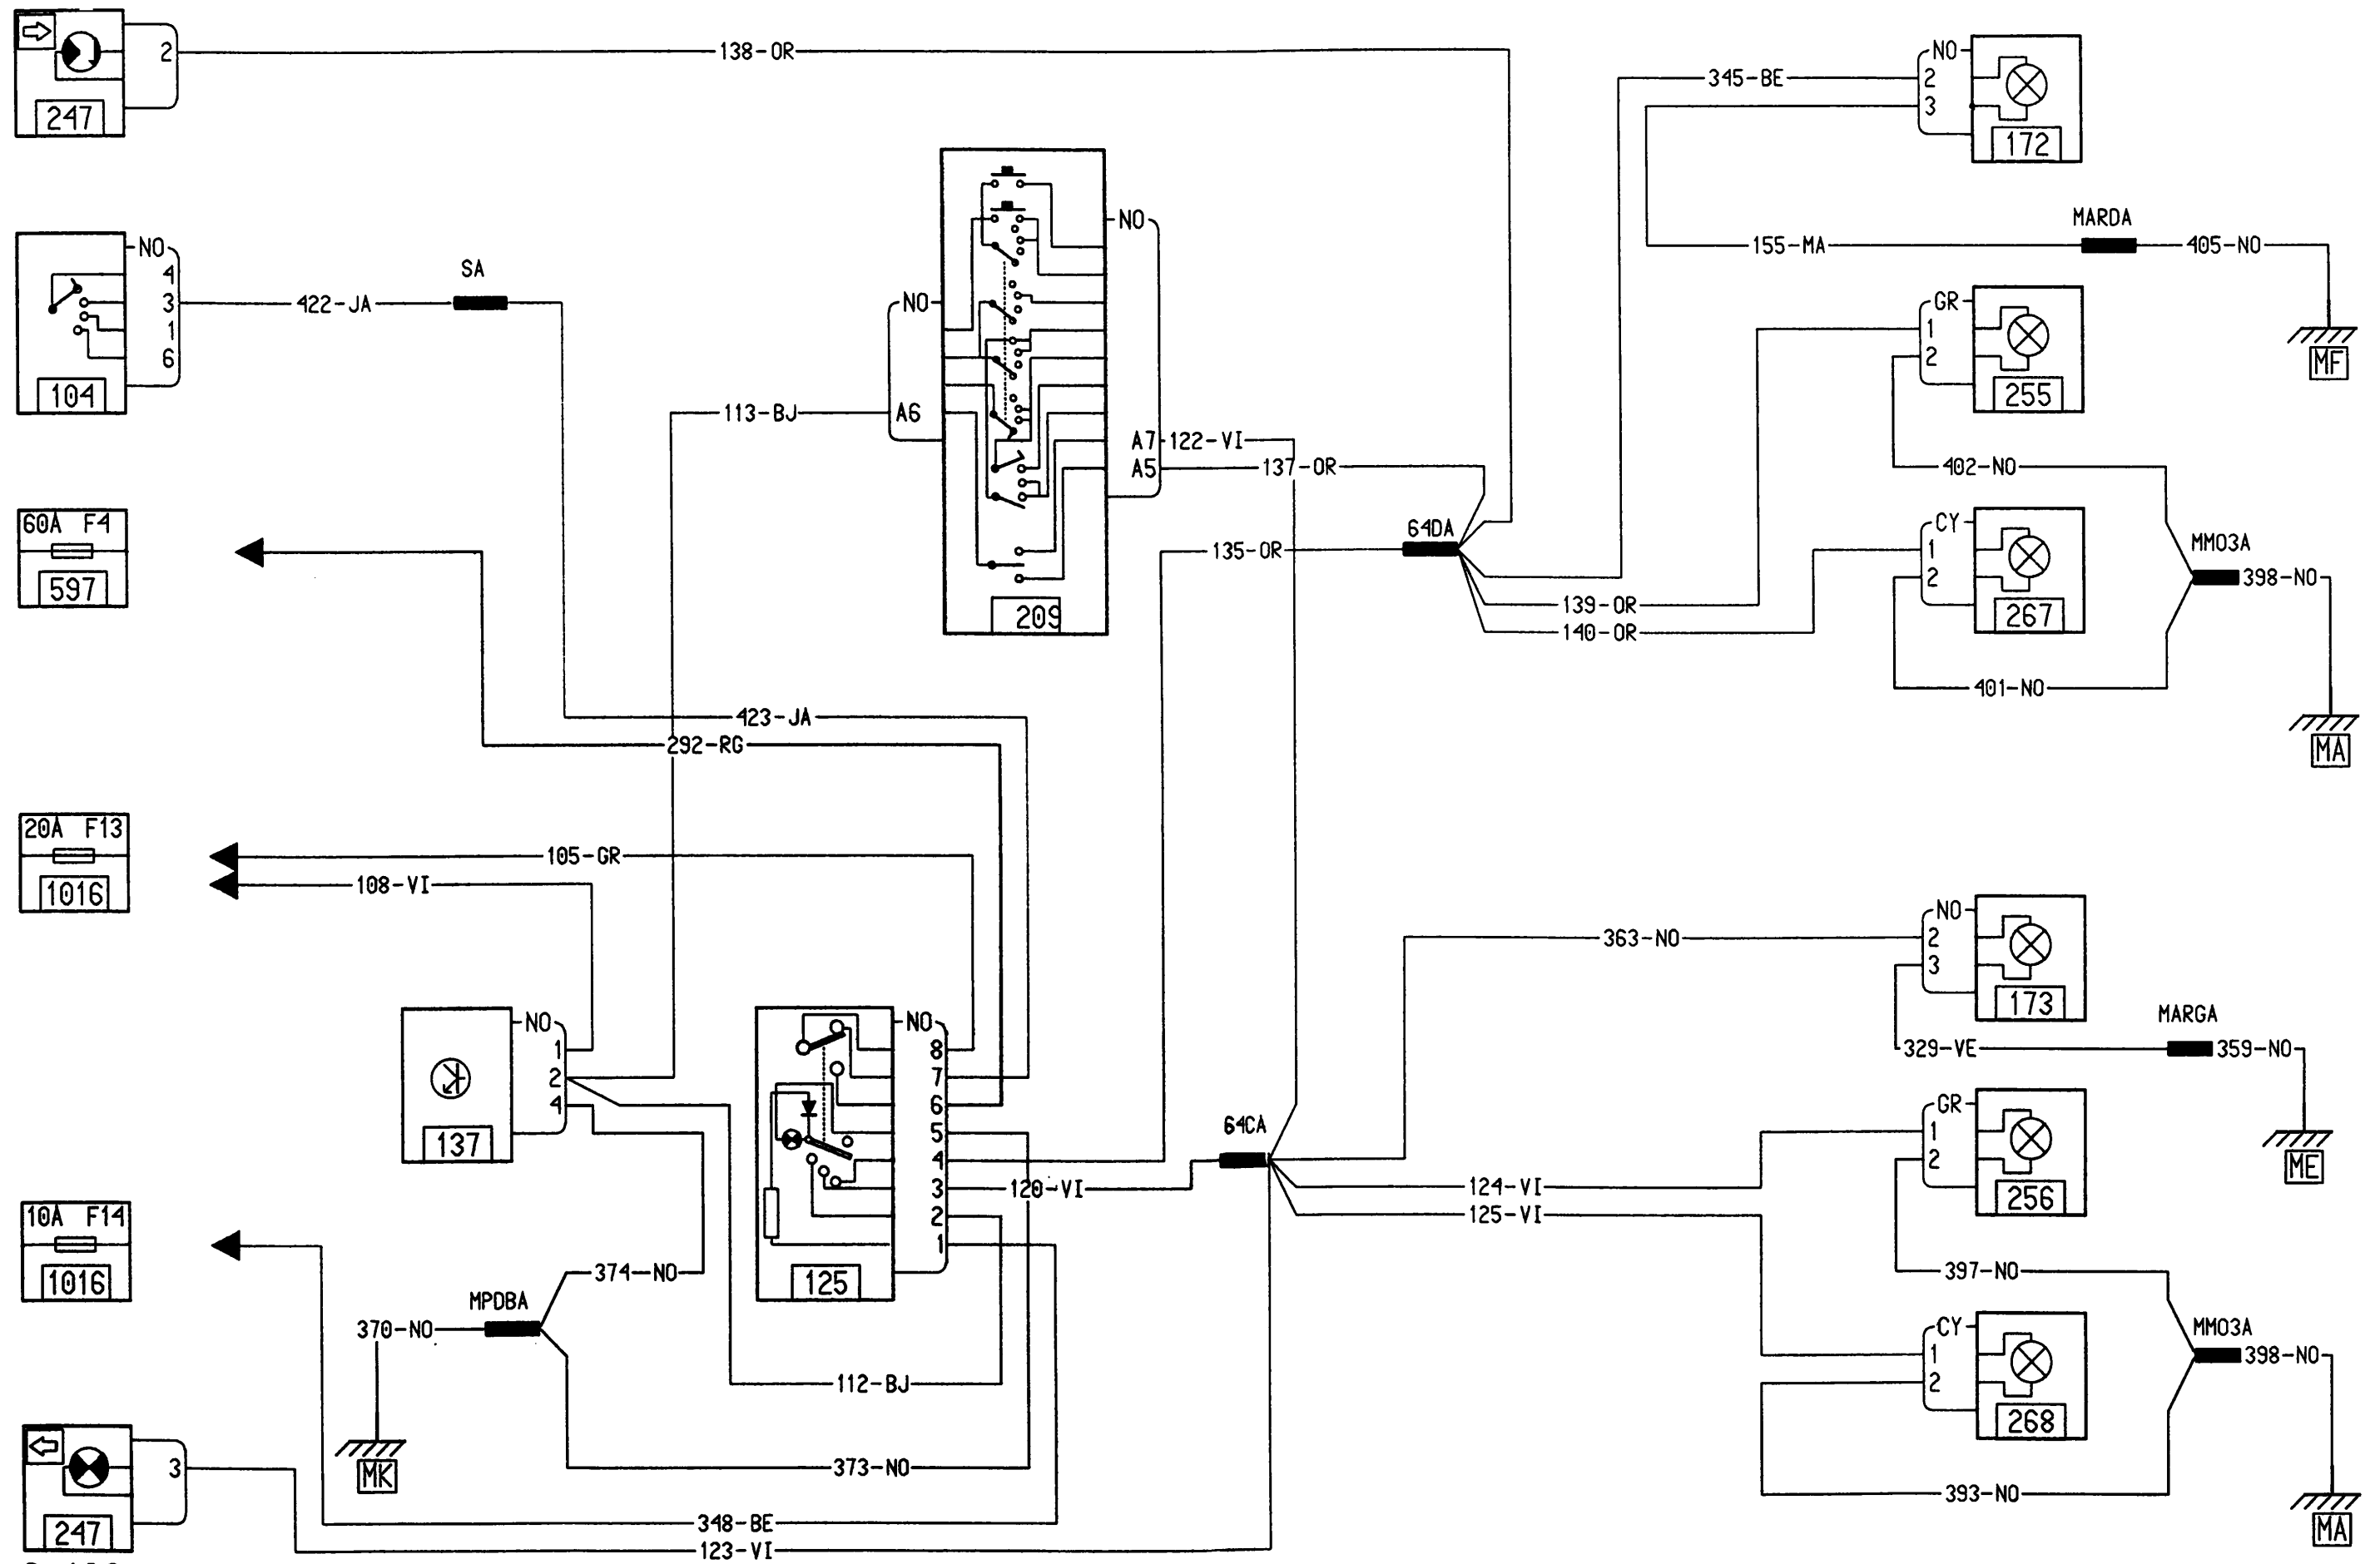 2
138-OR
247
NO
345-BE
2
3
172
MARDA
155-MA
405-NO
MF
NO
4
3
1
6
104
422-JA
SA
NO
A6
113-BJ
NO
A7
122-VI
A5
137-OR
209
GR
1
2
255
402-NO
60A F4
597
64DA
135-OR
139-OR
140-OR
CY
1
2
267
MM03A
398-NO
401-NO
MA
423-JA
292-RG
20A F13
1016
105-GR
108-VI
363-NO
NO
2
3
173
MARGA
329-VE
359-NO
ME
NO
1
2
4
137
NO
8
7
6
5
4
3
2
1
125
120-VI
64CA
124-VI
125-VI
GR
1
2
256
397-NO
10A F14
1016
374-NO
MPDBA
370-NO
MK
112-BJ
373-NO
CY
1
2
268
MM03A
398-NO
393-NO
MA
3
247
348-BE
123-VI